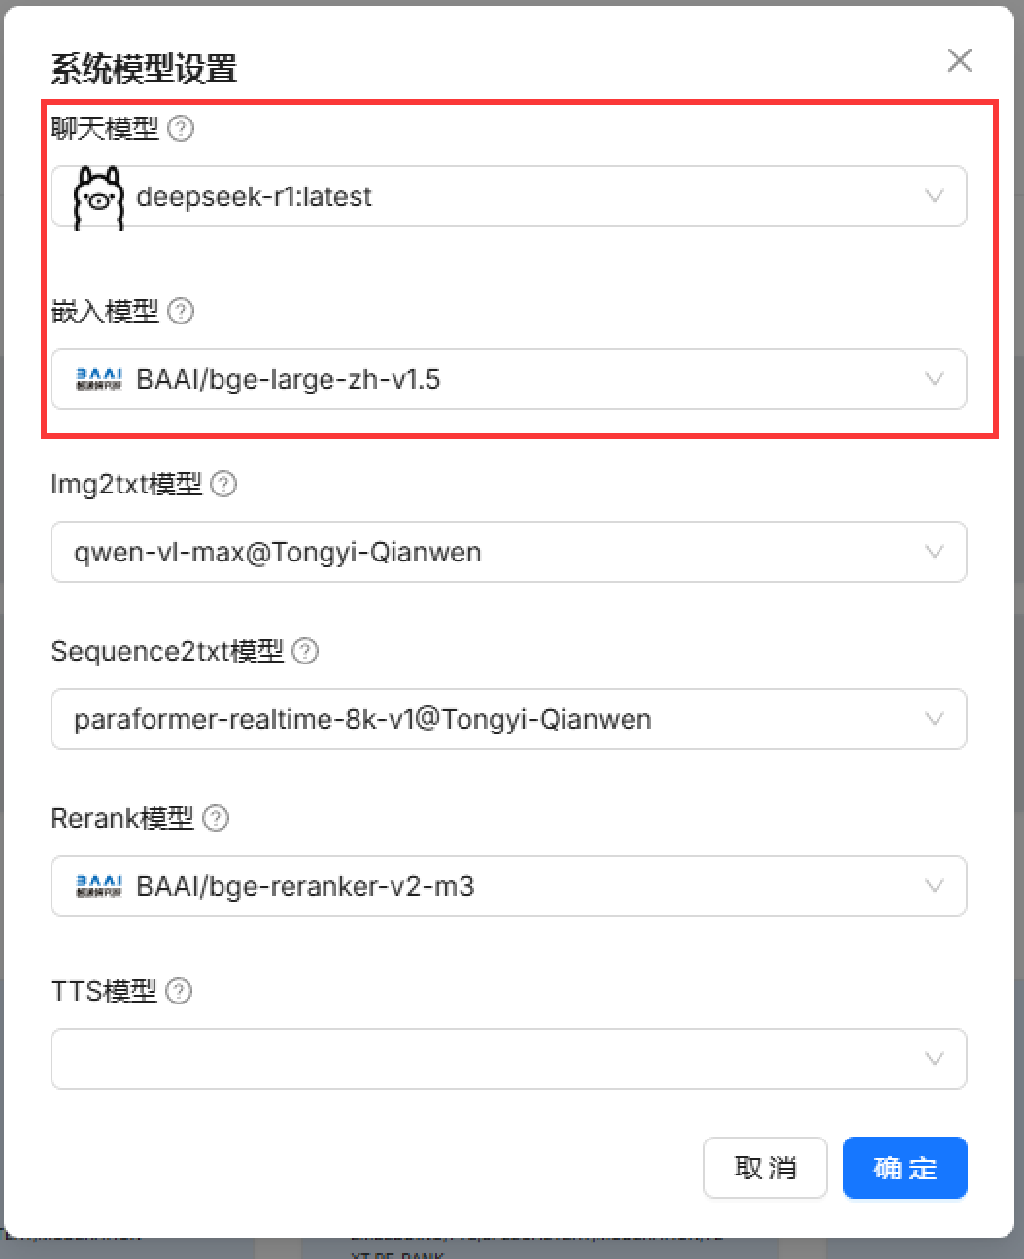 系统模型设置
聊天模型
deepseek-r1:latest
嵌入模型
BAAI
BAAI/bge-large-zh-v1.5
Img2txt模型
qwen-vl-max@Tongyi-Qianwen
Sequence2txt模型
paraformer-realtime-8k-v1@Tongyi-Qianwen
Rerank模型
BAAI
BAAI/bge-reranker-v2-m3
TTS模型
取消 确定